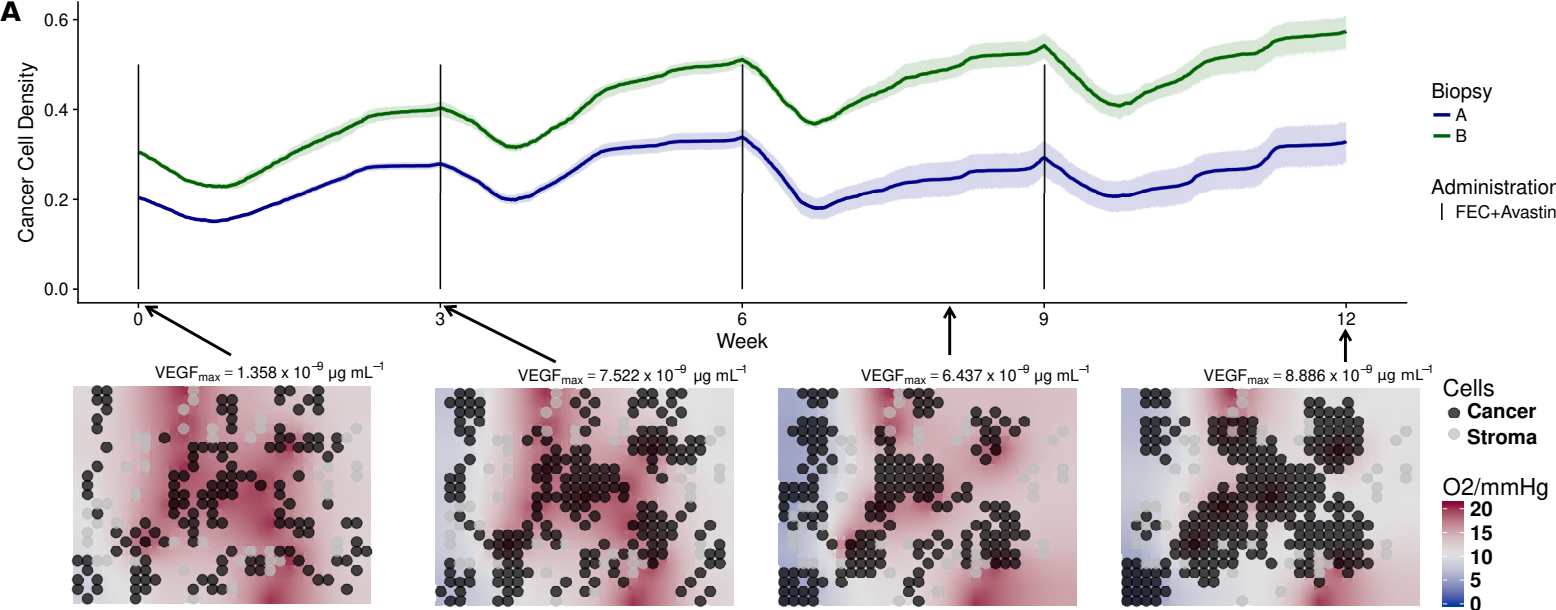 A
Cancer Cell Density
0.6
0.4
0.2
0.0
0 3 6 9 12
Week
Biopsy
A
B
Administration
FEC+Avastin
VEGFmax = 1.358 x 10⁻⁹ µg mL⁻¹
VEGFmax = 7.522 x 10⁻⁹ µg mL⁻¹
VEGFmax = 6.437 x 10⁻⁹ µg mL⁻¹
VEGFmax = 8.886 x 10⁻⁹ µg mL⁻¹
Cells
Cancer
Stroma
O2/mmHg
20
15
10
5
0